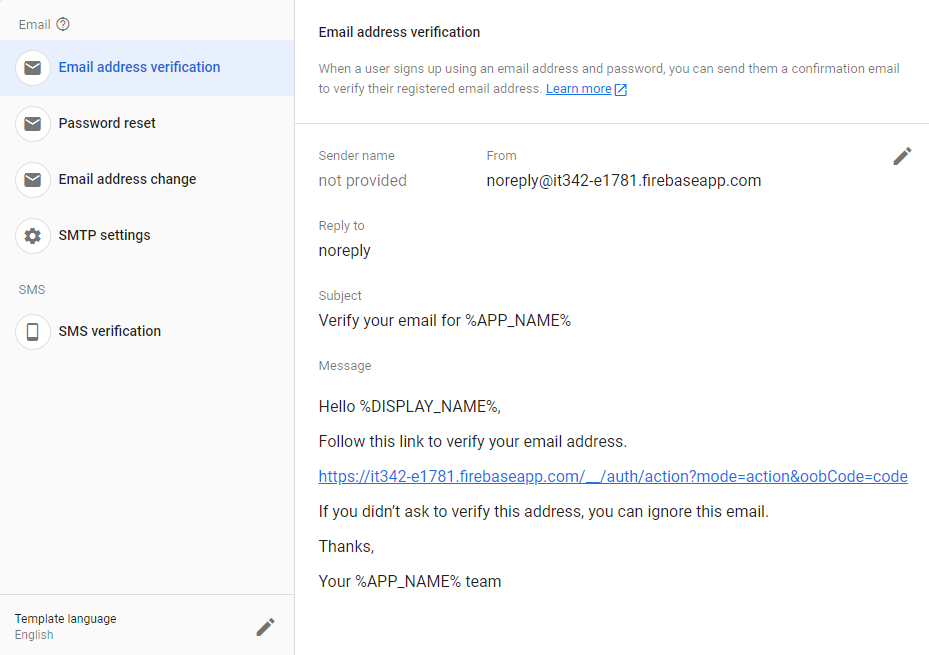 Email
Email address verification
Password reset
Email address change
SMTP settings
SMS
SMS verification
Template language
English
Email address verification
When a user signs up using an email address and password, you can send them a confirmation email
to verify their registered email address. Learn more
Sender name
not provided
From
noreply@it342-e1781.firebaseapp.com
Reply to
noreply
Subject
Verify your email for %APP_NAME%
Message
Hello %DISPLAY_NAME%,
Follow this link to verify your email address.
https://it342-e1781.firebaseapp.com/__/auth/action?mode=action&oobCode=code
If you didn’t ask to verify this address, you can ignore this email.
Thanks,
Your %APP_NAME% team